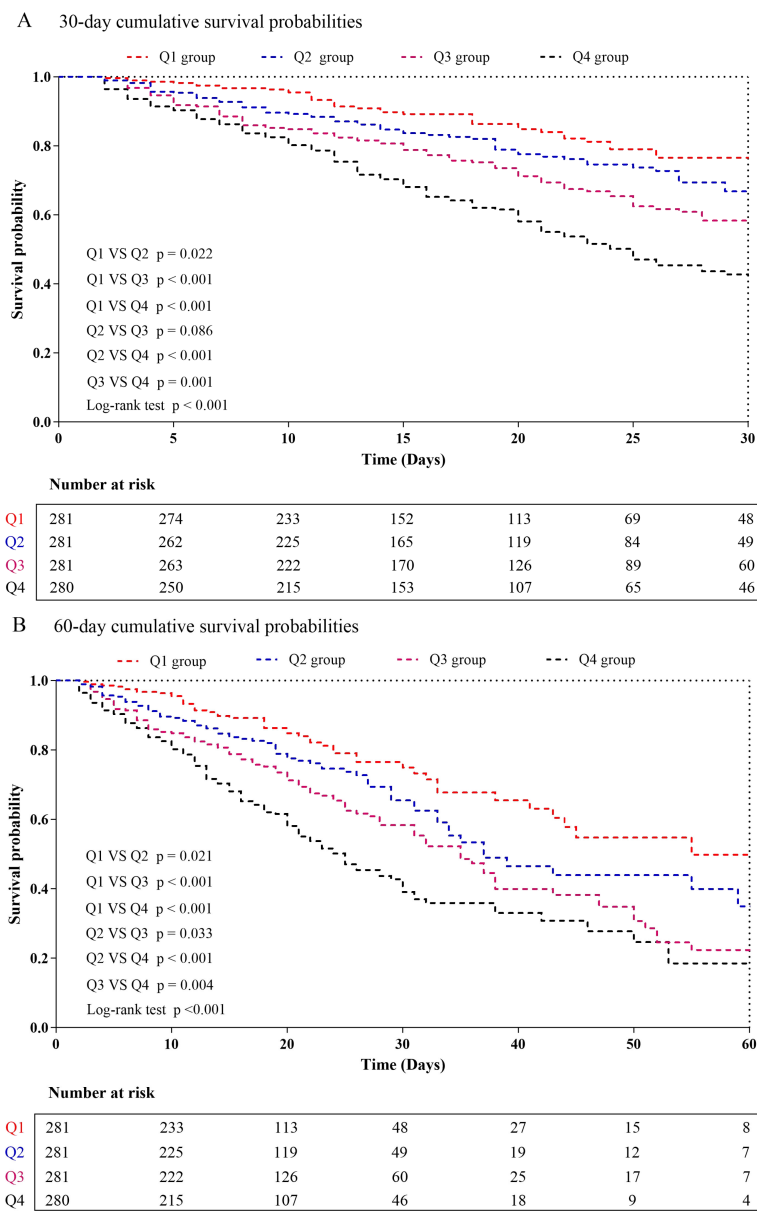 A 30-day cumulative survival probabilities
Q1 group Q2 group Q3 group Q4 group
1.0
0.8
0.6
0.4
0.2
0.0
Survival probability
Q1 VS Q2 p = 0.022
Q1 VS Q3 p < 0.001
Q1 VS Q4 p < 0.001
Q2 VS Q3 p = 0.086
Q2 VS Q4 p < 0.001
Q3 VS Q4 p = 0.001
Log-rank test p < 0.001
0 5 10 15 20 25 30
Time (Days)
Number at risk
Q1 281 274 233 152 113 69 48
Q2 281 262 225 165 119 84 49
Q3 281 263 222 170 126 89 60
Q4 280 250 215 153 107 65 46
B 60-day cumulative survival probabilities
Q1 group Q2 group Q3 group Q4 group
1.0
0.8
0.6
0.4
0.2
0.0
Survival probability
Q1 VS Q2 p = 0.021
Q1 VS Q3 p < 0.001
Q1 VS Q4 p < 0.001
Q2 VS Q3 p = 0.033
Q2 VS Q4 p < 0.001
Q3 VS Q4 p = 0.004
Log-rank test p <0.001
0 10 20 30 40 50 60
Time (Days)
Number at risk
Q1 281 233 113 48 27 15 8
Q2 281 225 119 49 19 12 7
Q3 281 222 126 60 25 17 7
Q4 280 215 107 46 18 9 4